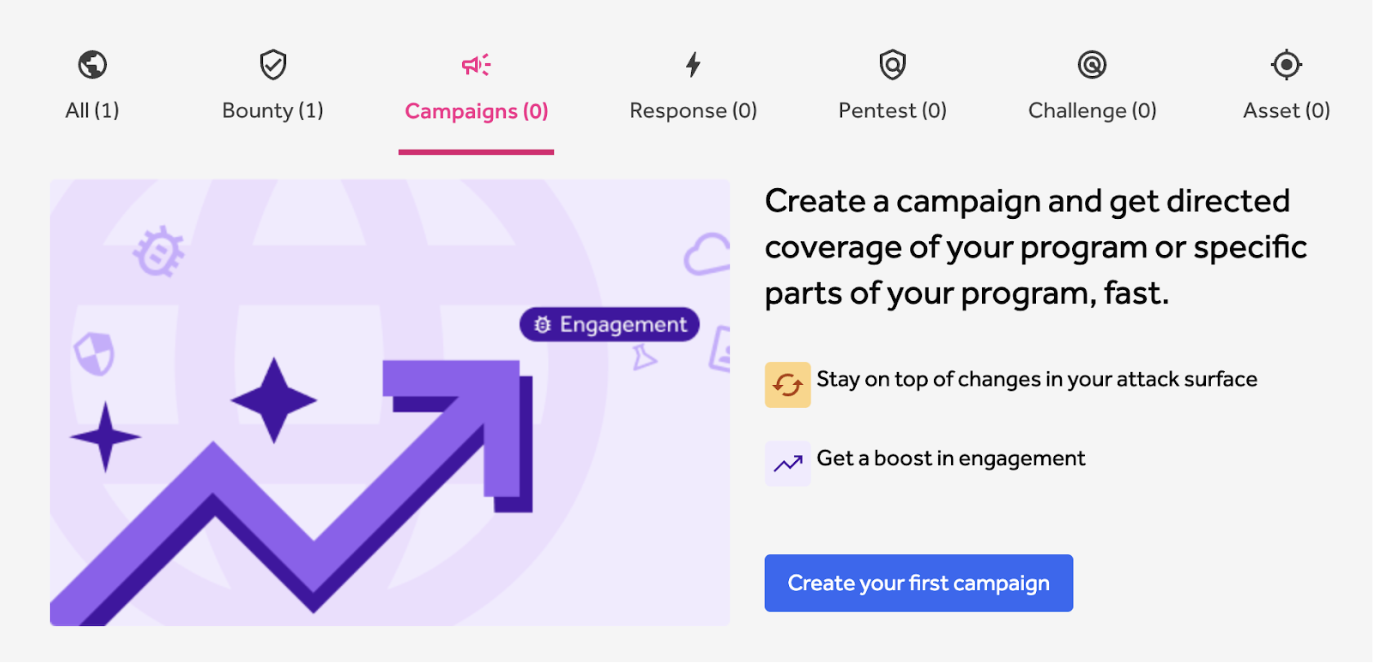 All (1)
Bounty (1)
Campaigns (0)
Response (0)
Pentest (0)
Challenge (0)
Asset (0)
Engagement
Create a campaign and get directed
coverage of your program or specific
parts of your program, fast.
Stay on top of changes in your attack surface
Get a boost in engagement
Create your first campaign